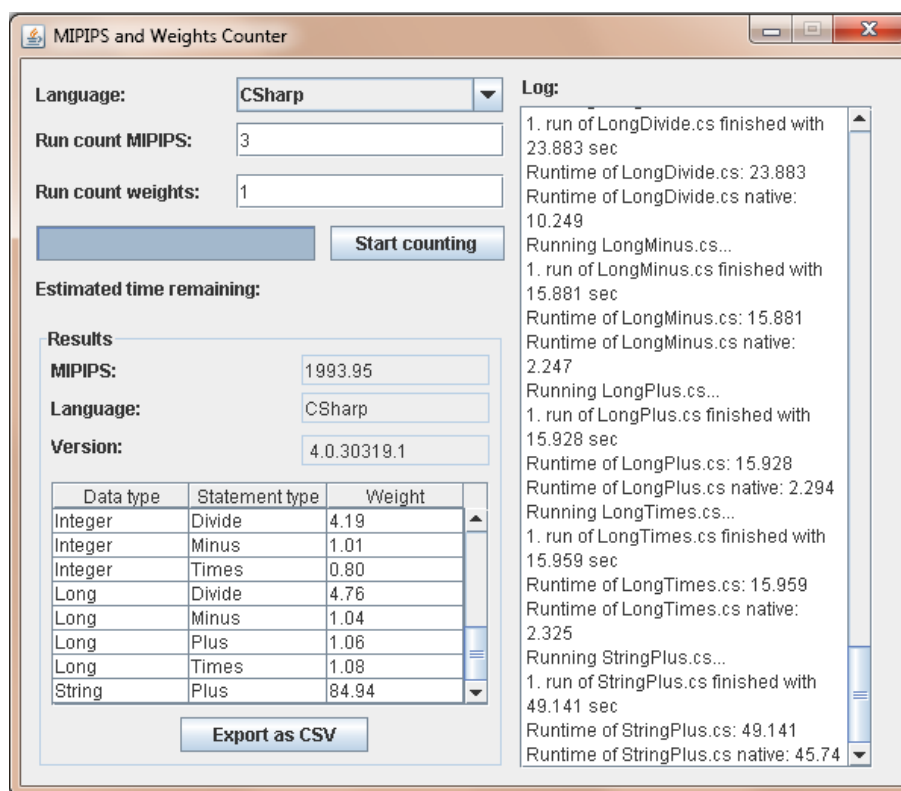 MIPIPS and Weights Counter
Language:
CSharp
Run count MIPIPS:
3
Run count weights:
1
Start counting
Estimated time remaining:
Results
MIPIPS:
1993.95
Language:
CSharp
Version:
4.0.30319.1
Data type Statement type Weight
Integer Divide 4.19
Integer Minus 1.01
Integer Times 0.80
Long Divide 4.76
Long Minus 1.04
Long Plus 1.06
Long Times 1.08
String Plus 84.94
Export as CSV
Log:
1. run of LongDivide.cs finished with
23.883 sec
Runtime of LongDivide.cs: 23.883
Runtime of LongDivide.cs native:
10.249
Running LongMinus.cs...
1. run of LongMinus.cs finished with
15.881 sec
Runtime of LongMinus.cs: 15.881
Runtime of LongMinus.cs native:
2.247
Running LongPlus.cs...
1. run of LongPlus.cs finished with
15.928 sec
Runtime of LongPlus.cs: 15.928
Runtime of LongPlus.cs native: 2.294
Running LongTimes.cs...
1. run of LongTimes.cs finished with
15.959 sec
Runtime of LongTimes.cs: 15.959
Runtime of LongTimes.cs native:
2.325
Running StringPlus.cs...
1. run of StringPlus.cs finished with
49.141 sec
Runtime of StringPlus.cs: 49.141
Runtime of StringPlus.cs native: 45.74